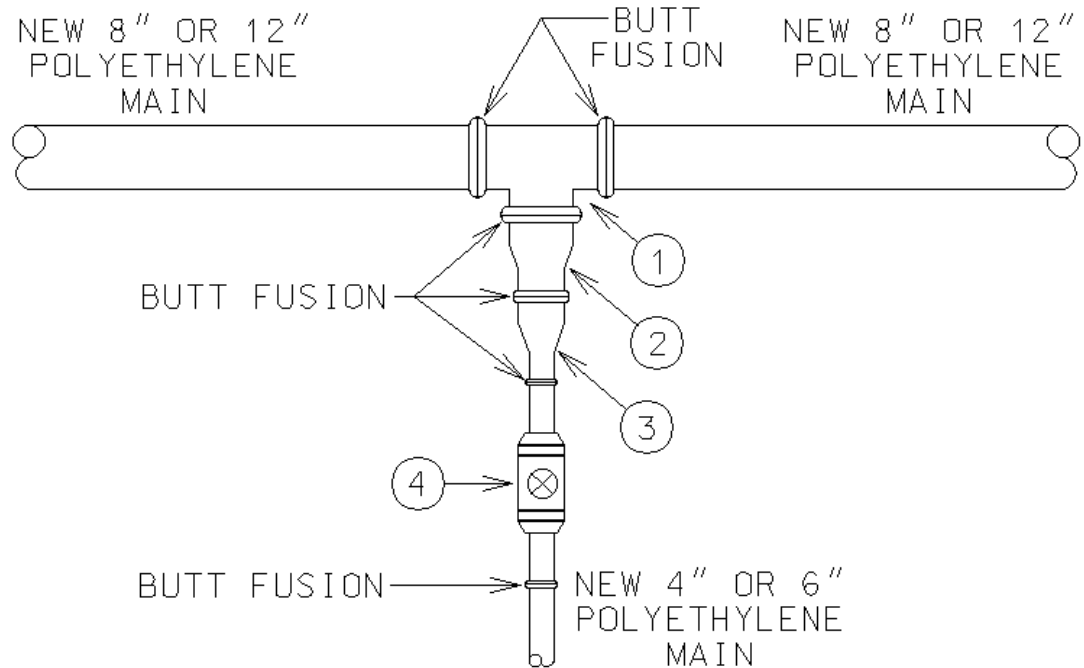 NEW 8" OR 12"
POLYETHYLENE
MAIN
BUTT
FUSION
NEW 8" OR 12"
POLYETHYLENE
MAIN
1
BUTT FUSION
2
3
4
BUTT FUSION
NEW 4" OR 6"
POLYETHYLENE
MAIN